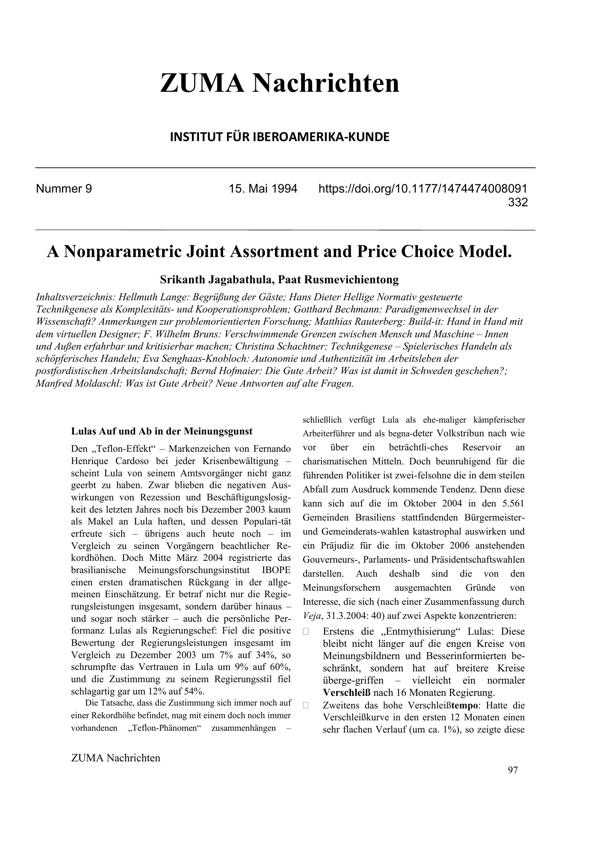 ZUMA Nachrichten
INSTITUT FÜR IBEROAMERIKA-KUNDE
Nummer 9 15. Mai 1994 https://doi.org/10.1177/1474474008091
332
A Nonparametric Joint Assortment and Price Choice Model.
Srikanth Jagabathula, Paat Rusmevichientong
Inhaltsverzeichnis: Hellmuth Lange: Begrüßung der Gäste; Hans Dieter Hellige Normativ gesteuerte
Technikgenese als Komplexitäts- und Kooperationsproblem; Gotthard Bechmann: Paradigmenwechsel in der
Wissenschaft? Anmerkungen zur problemorientierten Forschung; Matthias Rauterberg: Build-it: Hand in Hand mit
dem virtuellen Designer; F. Wilhelm Bruns: Verschwimmende Grenzen zwischen Mensch und Maschine – Innen
und Außen erfahrbar und kritisierbar machen; Christina Schachtner: Technikgenese – Spielerisches Handeln als
schöpferisches Handeln; Eva Senghaas-Knobloch: Autonomie und Authentizität im Arbeitsleben der
postfordistischen Arbeitslandschaft; Bernd Hofmaier: Die Gute Arbeit? Was ist damit in Schweden geschehen?;
Manfred Moldaschl: Was ist Gute Arbeit? Neue Antworten auf alte Fragen.
Lulas Auf und Ab in der Meinungsgunst
Den „Teflon-Effekt“ – Markenzeichen von Fernando
Henrique Cardoso bei jeder Krisenbewältigung –
scheint Lula von seinem Amtsvorgänger nicht ganz
geerbt zu haben. Zwar blieben die negativen Aus-
wirkungen von Rezession und Beschäftigungslosig-
keit des letzten Jahres noch bis Dezember 2003 kaum
als Makel an Lula haften, und dessen Populari-tät
erfreute sich – übrigens auch heute noch – im
Vergleich zu seinen Vorgängern beachtlicher Re-
kordhöhen. Doch Mitte März 2004 registrierte das
brasilianische Meinungsforschungsinstitut IBOPE
einen ersten dramatischen Rückgang in der allge-
meinen Einschätzung. Er betraf nicht nur die Regie-
rungsleistungen insgesamt, sondern darüber hinaus –
und sogar noch stärker – auch die persönliche Per-
formanz Lulas als Regierungschef: Fiel die positive
Bewertung der Regierungsleistungen insgesamt im
Vergleich zu Dezember 2003 um 7% auf 34%, so
schrumpfte das Vertrauen in Lula um 9% auf 60%,
und die Zustimmung zu seinem Regierungsstil fiel
schlagartig gar um 12% auf 54%.
Die Tatsache, dass die Zustimmung sich immer noch auf
einer Rekordhöhe befindet, mag mit einem doch noch immer
vorhandenen „Teflon-Phänomen“ zusammenhängen –
schließlich verfügt Lula als ehe-maliger kämpferischer
Arbeiterführer und als begna-deter Volkstribun nach wie
vor über ein beträchtli-ches Reservoir an
charismatischen Mitteln. Doch beunruhigend für die
führenden Politiker ist zwei-felsohne die in dem steilen
Abfall zum Ausdruck kommende Tendenz. Denn diese
kann sich auf die im Oktober 2004 in den 5.561
Gemeinden Brasiliens stattfindenden Bürgermeister-
und Gemeinderats-wahlen katastrophal auswirken und
ein Präjudiz für die im Oktober 2006 anstehenden
Gouverneurs-, Parlaments- und Präsidentschaftswahlen
darstellen. Auch deshalb sind die von den
Meinungsforschern ausgemachten Gründe von
Interesse, die sich (nach einer Zusammenfassung durch
Veja, 31.3.2004: 40) auf zwei Aspekte konzentrieren:
Erstens die „Entmythisierung“ Lulas: Diese
bleibt nicht länger auf die engen Kreise von
Meinungsbildnern und Besserinformierten be-
schränkt, sondern hat auf breitere Kreise
überge-griffen – vielleicht ein normaler
Verschleiß nach 16 Monaten Regierung.
Zweitens das hohe Verschleißtempo: Hatte die
Verschleißkurve in den ersten 12 Monaten einen
sehr flachen Verlauf (um ca. 1%), so zeigte diese
ZUMA Nachrichten
97